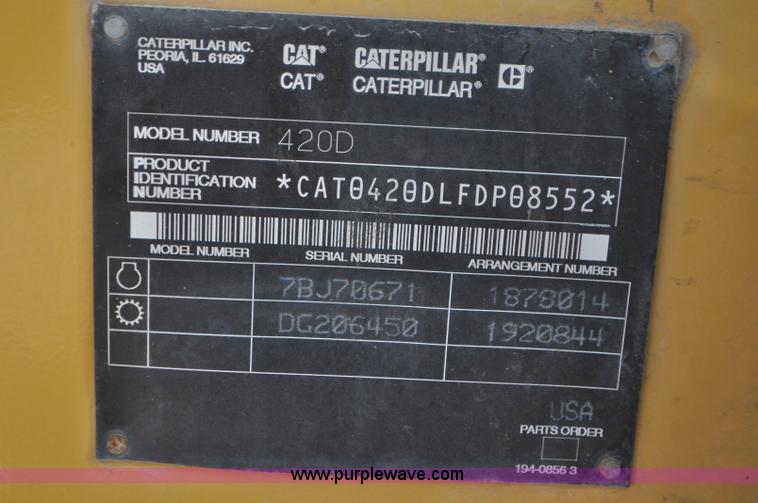 CATERPILLAR INC.
PEORIA, IL 61629
USA
CAT® CATERPILLAR® C®
CAT® CATERPILLAR®
MODEL NUMBER 420D
PRODUCT
IDENTIFICATION
NUMBER *CAT0420DLFDP08552*
MODEL NUMBER SERIAL NUMBER ARRANGEMENT NUMBER
7BJ70671 1878014
DG206450 1920844
USA
PARTS ORDER
194-0856 3
www.purplewave.com